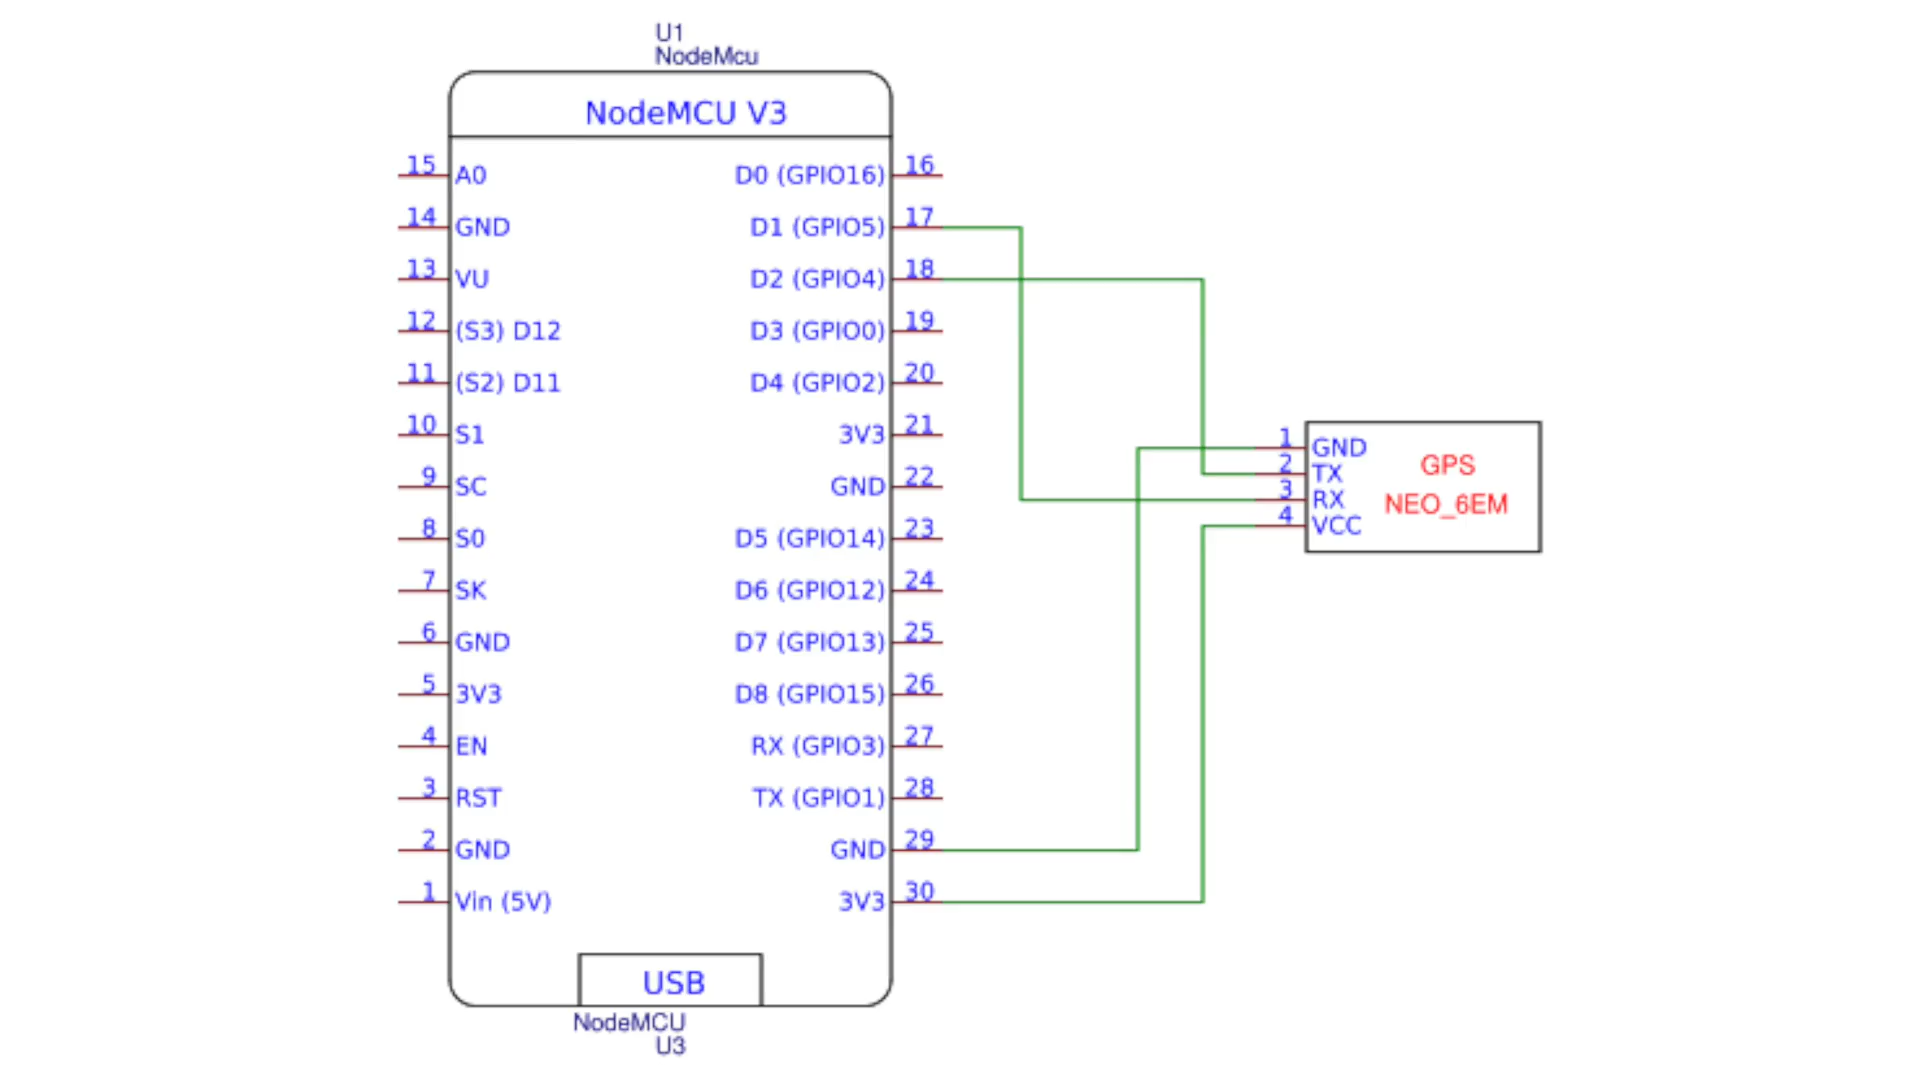 U1
NodeMcu
NodeMCU V3
15 A0 D0 (GPIO16) 16
14 GND D1 (GPIO5) 17
13 VU D2 (GPIO4) 18
12 (S3) D12 D3 (GPIO0) 19
11 (S2) D11 D4 (GPIO2) 20
10 S1 3V3 21
9 SC GND 22
8 S0 D5 (GPIO14) 23
7 SK D6 (GPIO12) 24
6 GND D7 (GPIO13) 25
5 3V3 D8 (GPIO15) 26
4 EN RX (GPIO3) 27
3 RST TX (GPIO1) 28
2 GND GND 29
1 Vin (5V) 3V3 30
USB
NodeMCU
U3
1 GND
2 TX
3 RX
4 VCC
GPS
NEO_6EM